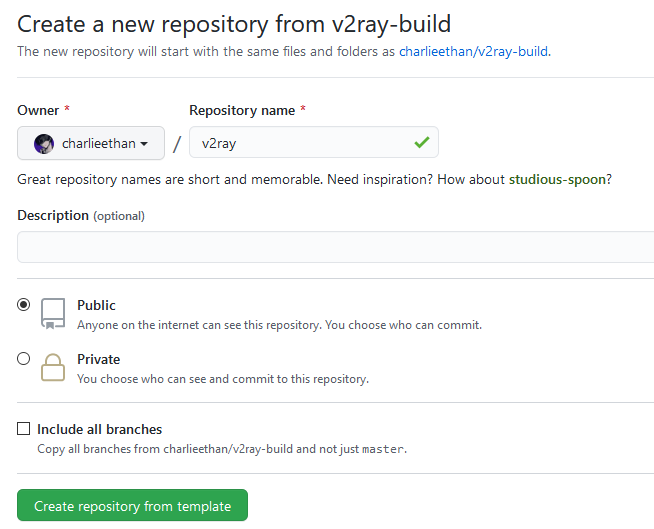 Create a new repository from v2ray-build
The new repository will start with the same files and folders as charlieethan/v2ray-build.
Owner * Repository name *
charlieethan / v2ray
Great repository names are short and memorable. Need inspiration? How about studious-spoon?
Description (optional)
Public
Anyone on the internet can see this repository. You choose who can commit.
Private
You choose who can see and commit to this repository.
Include all branches
Copy all branches from charlieethan/v2ray-build and not just master.
Create repository from template